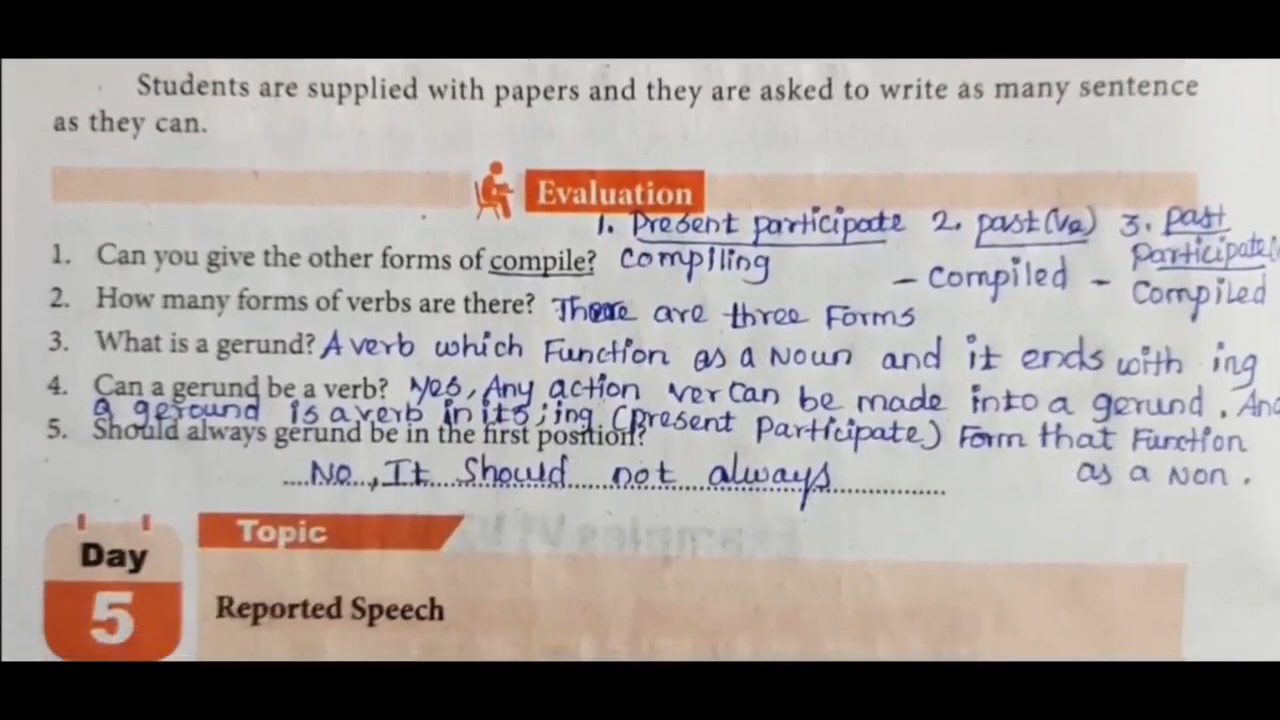 Students are supplied with papers and they are asked to write as many sentence
as they can.
Evaluation
1. Present participate 2. past (V2) 3. past
Participate
1. Can you give the other forms of compile? Compiling - Compiled - Compiled
2. How many forms of verbs are there? There are three Forms
3. What is a gerund? A verb which Function as a Noun and it ends with ing
4. Can a gerund be a verb? Yes, Any action ver Can be made into a gerund. And
a geround is a verb in its ; ing (present Participate) Form that Function
as a Non.
5. Should always gerund be in the first position?
No, It Should not always
Day
5
Topic
Reported Speech